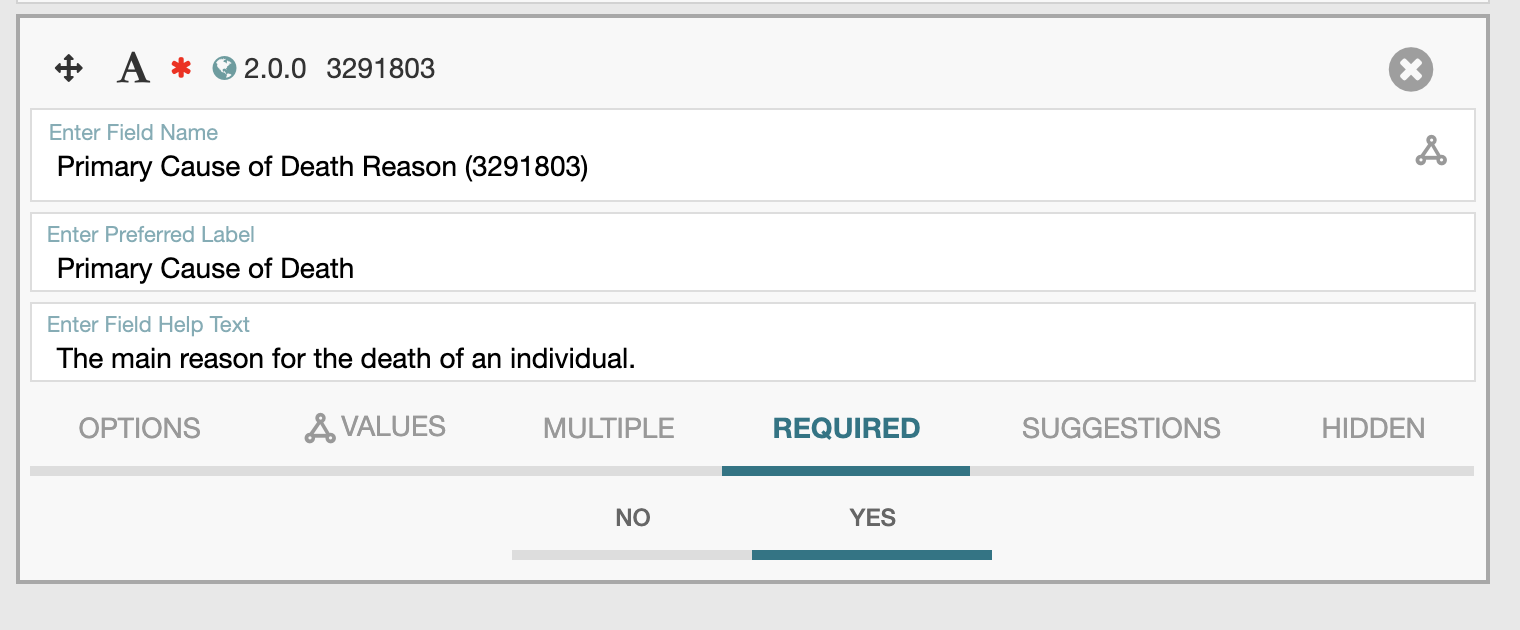 A * 2.0.0 3291803
Enter Field Name
Primary Cause of Death Reason (3291803)
Enter Preferred Label
Primary Cause of Death
Enter Field Help Text
The main reason for the death of an individual.
OPTIONS VALUES MULTIPLE REQUIRED SUGGESTIONS HIDDEN
NO YES